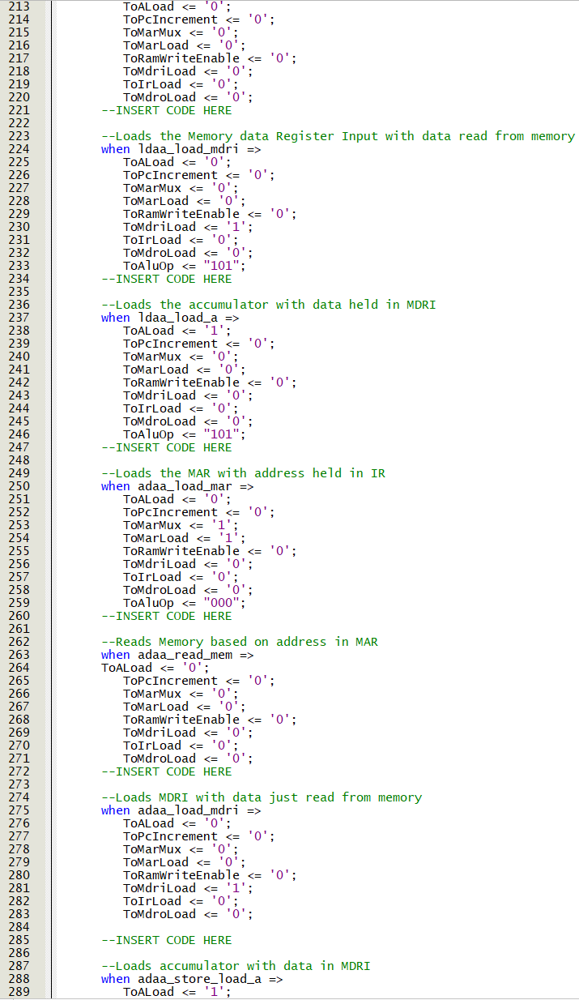 213 ToALoad <= '0';
214 ToPcIncrement <= '0';
215 ToMarMux <= '0';
216 ToMarLoad <= '0';
217 ToRamWriteEnable <= '0';
218 ToMdriLoad <= '0';
219 ToIrLoad <= '0';
220 ToMdroLoad <= '0';
221 --INSERT CODE HERE
222
223 --Loads the Memory data Register Input with data read from memory
224 when ldaa_load_mdri =>
225 ToALoad <= '0';
226 ToPcIncrement <= '0';
227 ToMarMux <= '0';
228 ToMarLoad <= '0';
229 ToRamWriteEnable <= '0';
230 ToMdriLoad <= '1';
231 ToIrLoad <= '0';
232 ToMdroLoad <= '0';
233 ToAluOp <= "101";
234 --INSERT CODE HERE
235
236 --Loads the accumulator with data held in MDRI
237 when ldaa_load_a =>
238 ToALoad <= '1';
239 ToPcIncrement <= '0';
240 ToMarMux <= '0';
241 ToMarLoad <= '0';
242 ToRamWriteEnable <= '0';
243 ToMdriLoad <= '0';
244 ToIrLoad <= '0';
245 ToMdroLoad <= '0';
246 ToAluOp <= "101";
247 --INSERT CODE HERE
248
249 --Loads the MAR with address held in IR
250 when adaa_load_mar =>
251 ToALoad <= '0';
252 ToPcIncrement <= '0';
253 ToMarMux <= '1';
254 ToMarLoad <= '1';
255 ToRamWriteEnable <= '0';
256 ToMdriLoad <= '0';
257 ToIrLoad <= '0';
258 ToMdroLoad <= '0';
259 ToAluOp <= "000";
260 --INSERT CODE HERE
261
262 --Reads Memory based on address in MAR
263 when adaa_read_mem =>
264 ToALoad <= '0';
265 ToPcIncrement <= '0';
266 ToMarMux <= '0';
267 ToMarLoad <= '0';
268 ToRamWriteEnable <= '0';
269 ToMdriLoad <= '0';
270 ToIrLoad <= '0';
271 ToMdroLoad <= '0';
272 --INSERT CODE HERE
273
274 --Loads MDRI with data just read from memory
275 when adaa_load_mdri =>
276 ToALoad <= '0';
277 ToPcIncrement <= '0';
278 ToMarMux <= '0';
279 ToMarLoad <= '0';
280 ToRamWriteEnable <= '0';
281 ToMdriLoad <= '1';
282 ToIrLoad <= '0';
283 ToMdroLoad <= '0';
284
285 --INSERT CODE HERE
286
287 --Loads accumulator with data in MDRI
288 when adaa_store_load_a =>
289 ToALoad <= '1';